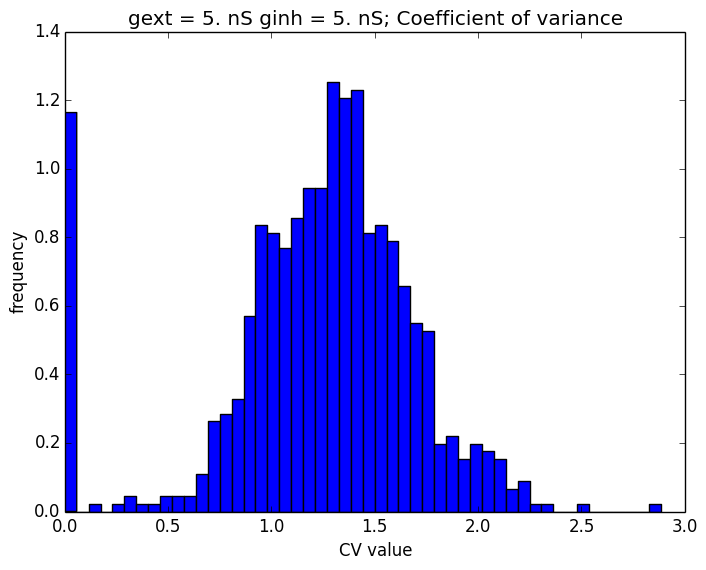 gext = 5. nS ginh = 5. nS; Coefficient of variance
1.4
1.2
1.0
0.8
0.6
0.4
0.2
0.0
frequency
0.0 0.5 1.0 1.5 2.0 2.5 3.0
CV value